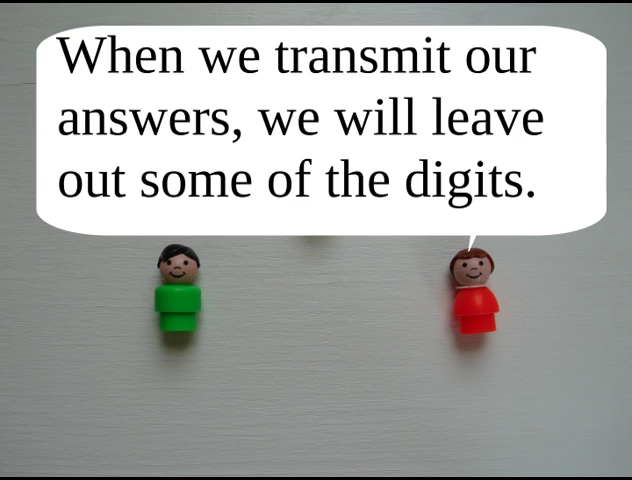 When we transmit our
answers, we will leave
out some of the digits.